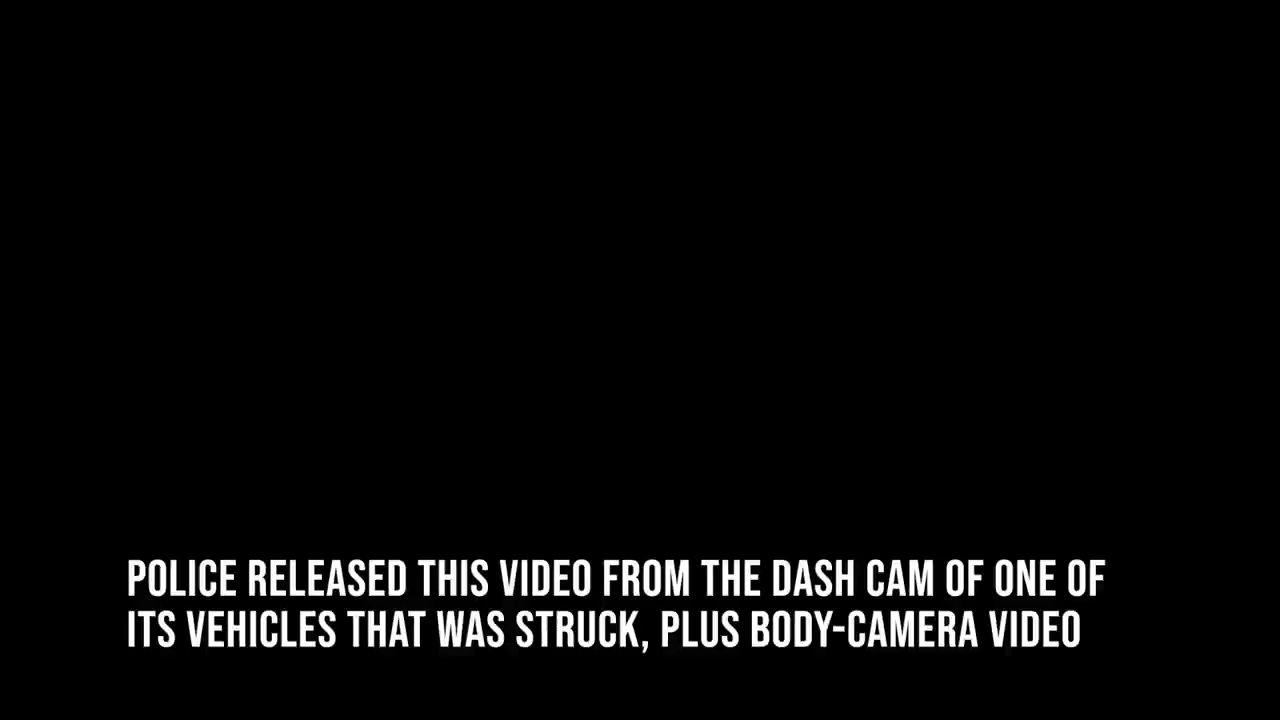 POLICE RELEASED THIS VIDEO FROM THE DASH CAM OF ONE OF
ITS VEHICLES THAT WAS STRUCK, PLUS BODY-CAMERA VIDEO